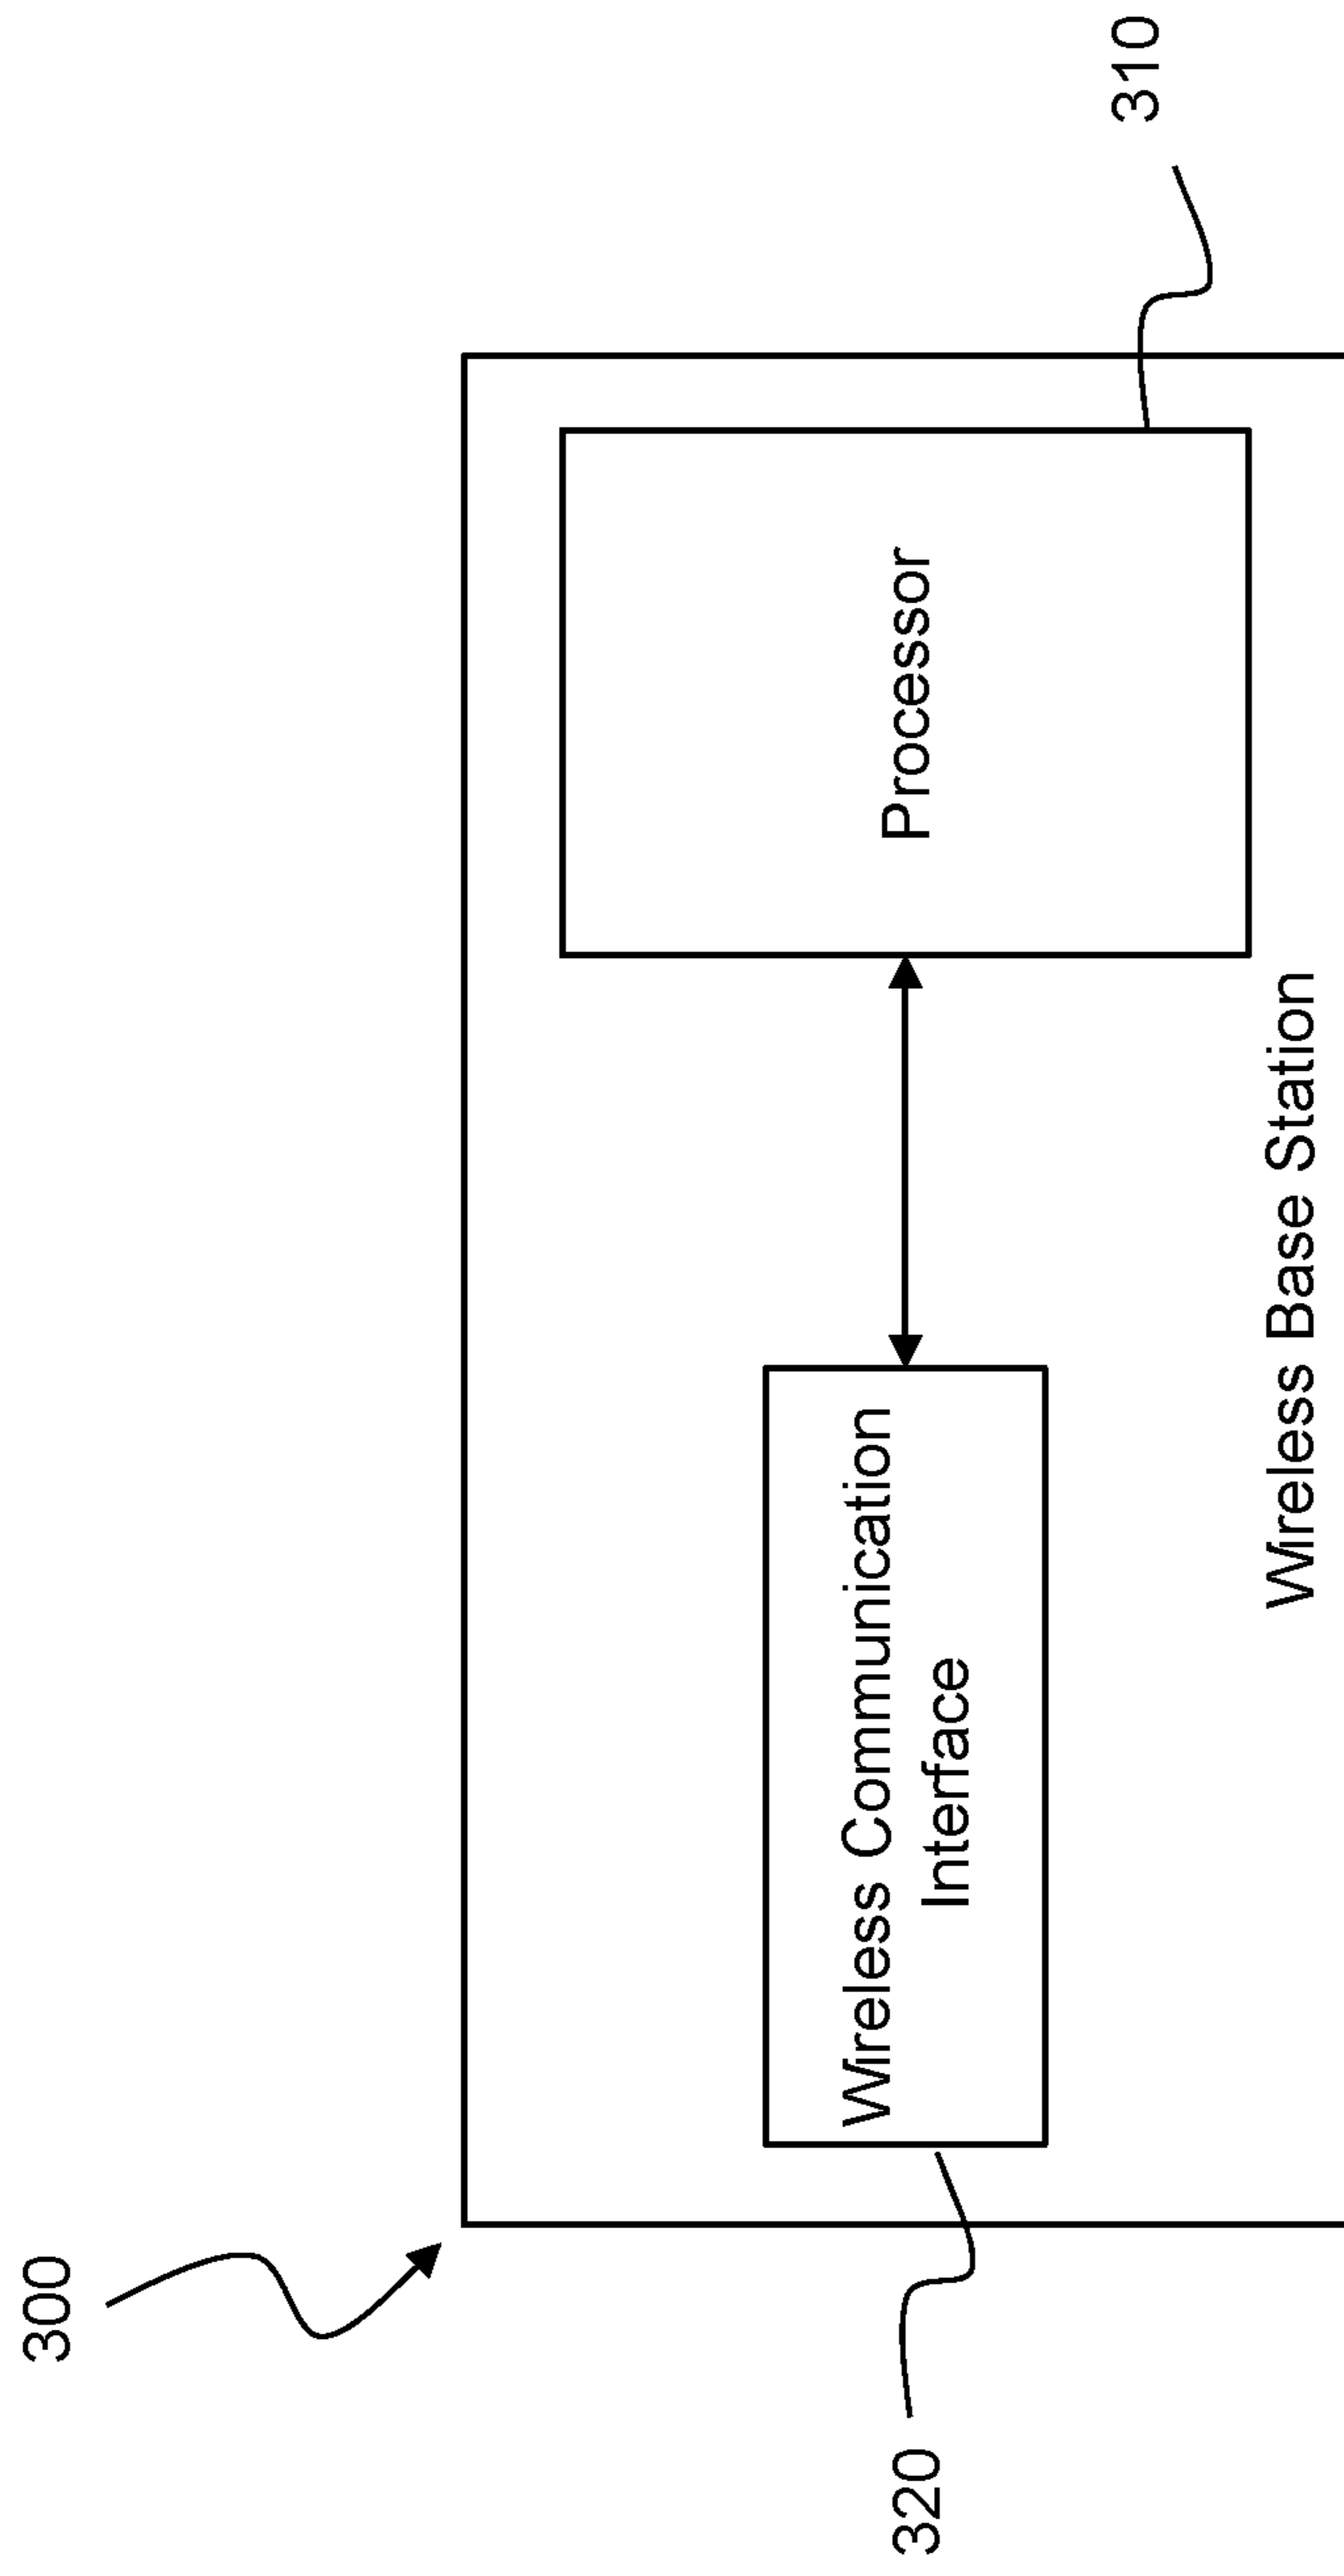 300
310
Processor
Wireless Communication
Interface
320
Wireless Base Station